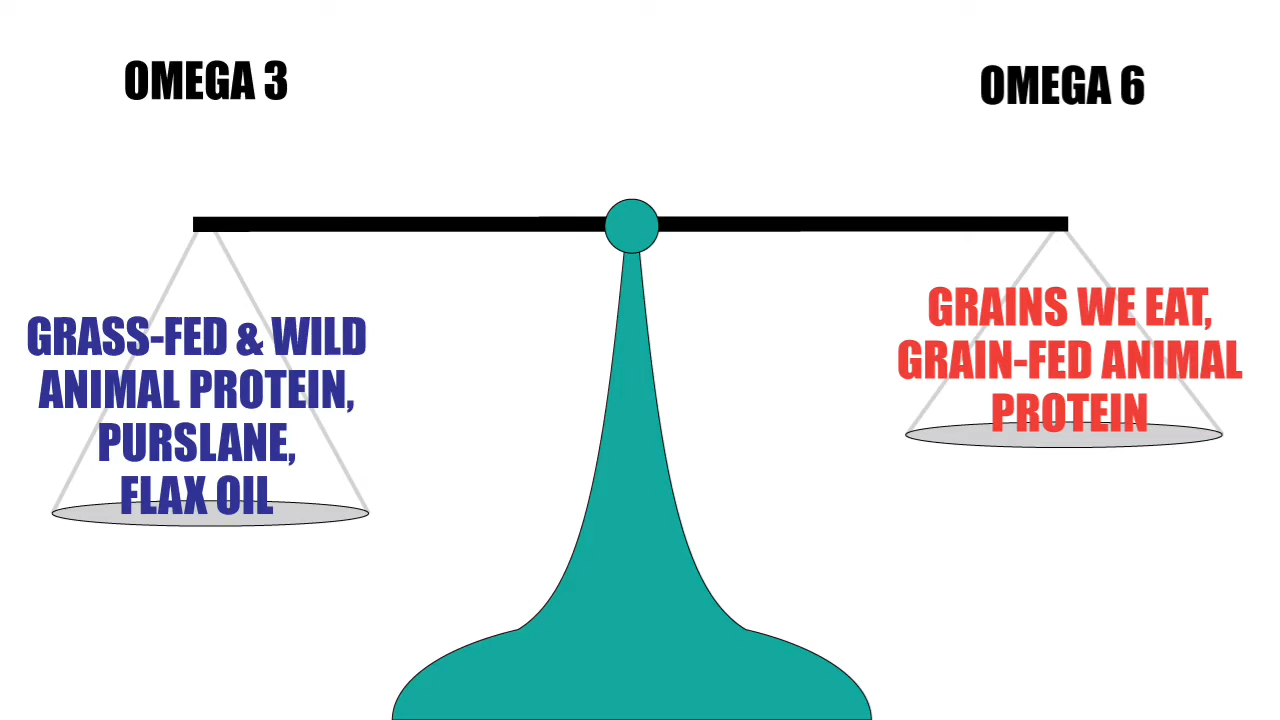 OMEGA 3
OMEGA 6
GRASS-FED & WILD
ANIMAL PROTEIN,
PURSLANE,
FLAX OIL
GRAINS WE EAT,
GRAIN-FED ANIMAL
PROTEIN